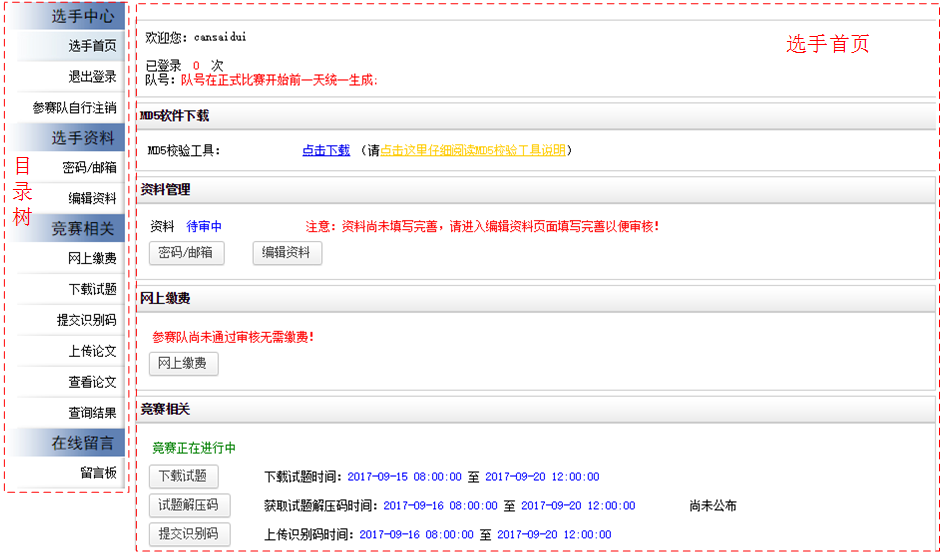 选手中心
选手首页
退出登录
参赛队自行注销
选手资料
密码/邮箱
编辑资料
竞赛相关
网上缴费
下载试题
提交识别码
上传论文
查看论文
查询结果
在线留言
留言板
目录树
选手首页
欢迎您：cansaidui
已登录 0 次
队号：队号在正式比赛开始前一天统一生成;
MD5软件下载
MD5校验工具： 点击下载 （请点击这里仔细阅读MD5校验工具说明）
资料管理
资料 待审中 注意：资料尚未填写完善，请进入编辑资料页面填写完善以便审核！
密码/邮箱 编辑资料
网上缴费
参赛队尚未通过审核无需缴费！
网上缴费
竞赛相关
竞赛正在进行中
下载试题 下载试题时间：2017-09-15 08:00:00 至 2017-09-20 12:00:00
试题解压码 获取试题解压码时间：2017-09-16 08:00:00 至 2017-09-20 12:00:00 尚未公布
提交识别码 上传识别码时间：2017-09-16 08:00:00 至 2017-09-20 12:00:00